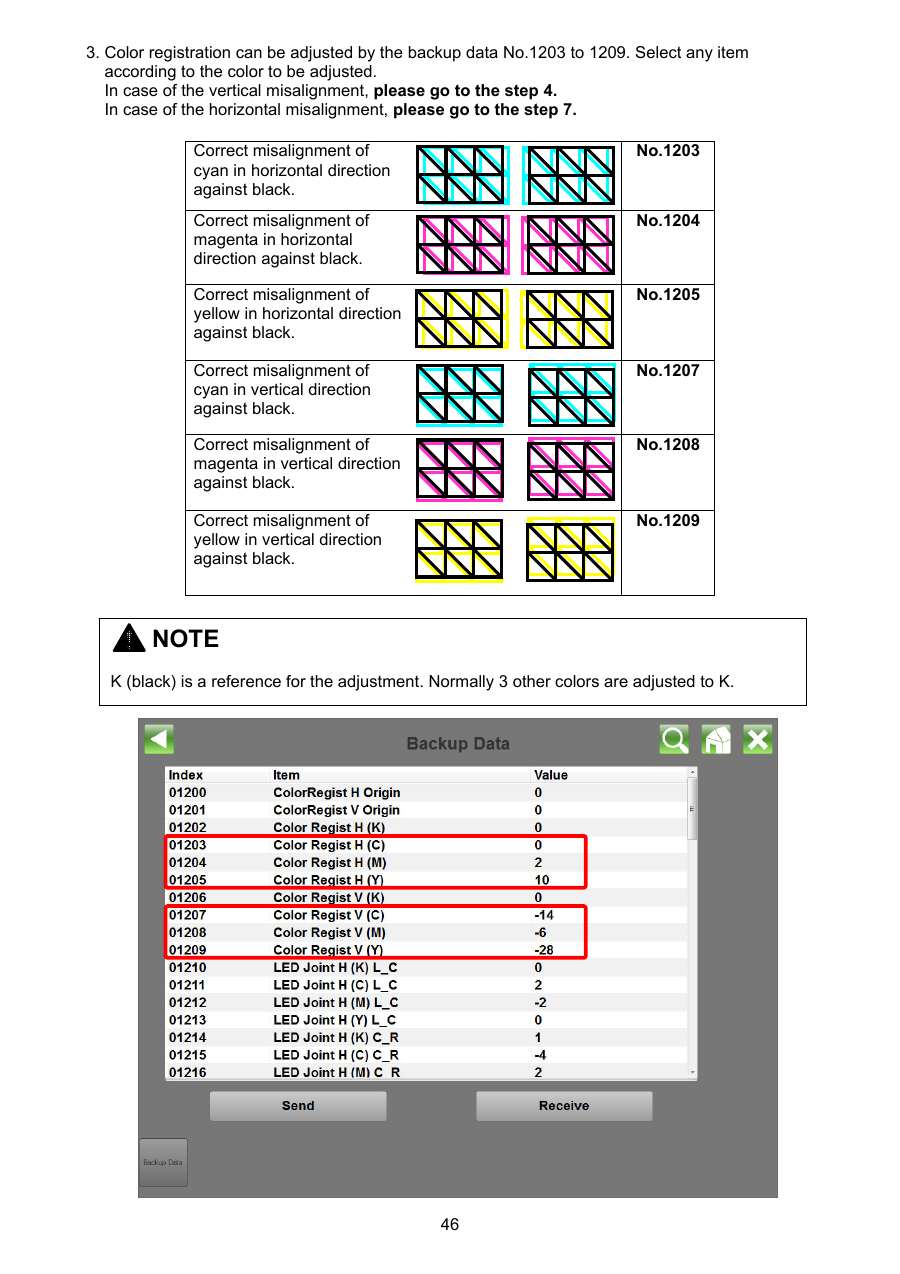 3. Color registration can be adjusted by the backup data No.1203 to 1209. Select any item
according to the color to be adjusted.
In case of the vertical misalignment, please go to the step 4.
In case of the horizontal misalignment, please go to the step 7.
Correct misalignment of
cyan in horizontal direction
against black.
No.1203
Correct misalignment of
magenta in horizontal
direction against black.
No.1204
Correct misalignment of
yellow in horizontal direction
against black.
No.1205
Correct misalignment of
cyan in vertical direction
against black.
No.1207
Correct misalignment of
magenta in vertical direction
against black.
No.1208
Correct misalignment of
yellow in vertical direction
against black.
No.1209
NOTE
K (black) is a reference for the adjustment. Normally 3 other colors are adjusted to K.
Backup Data
Index Item Value
01200 ColorRegist H Origin 0
01201 ColorRegist V Origin 0
01202 Color Regist H (K) 0
01203 Color Regist H (C) 0
01204 Color Regist H (M) 2
01205 Color Regist H (Y) 10
01206 Color Regist V (K) 0
01207 Color Regist V (C) -14
01208 Color Regist V (M) -6
01209 Color Regist V (Y) -28
01210 LED Joint H (K) L_C 0
01211 LED Joint H (C) L_C 2
01212 LED Joint H (M) L_C -2
01213 LED Joint H (Y) L_C 0
01214 LED Joint H (K) C_R 1
01215 LED Joint H (C) C_R -4
01216 LED Joint H (M) C_R 2
Send Receive
Backup Data
46